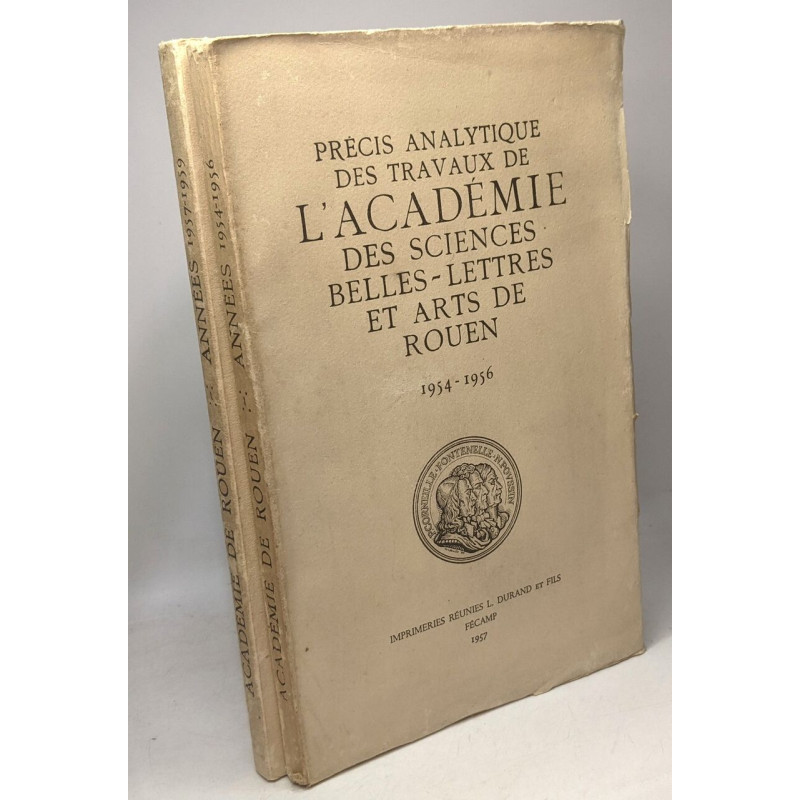 PRÉCIS ANALYTIQUE
DES TRAVAUX DE
L'ACADÉMIE
DES SCIENCES
BELLES-LETTRES
ET ARTS DE
ROUEN
1954-1956
P.CORNEILLE·FONTENELLE·N.POVSSIN
IMPRIMERIES RÉUNIES L. DURAND ET FILS
FÉCAMP
1957
ACADÉMIE DE ROUEN :-: ANNÉES 1954-1956
ACADÉMIE DE ROUEN :-: ANNÉES 1957-1959